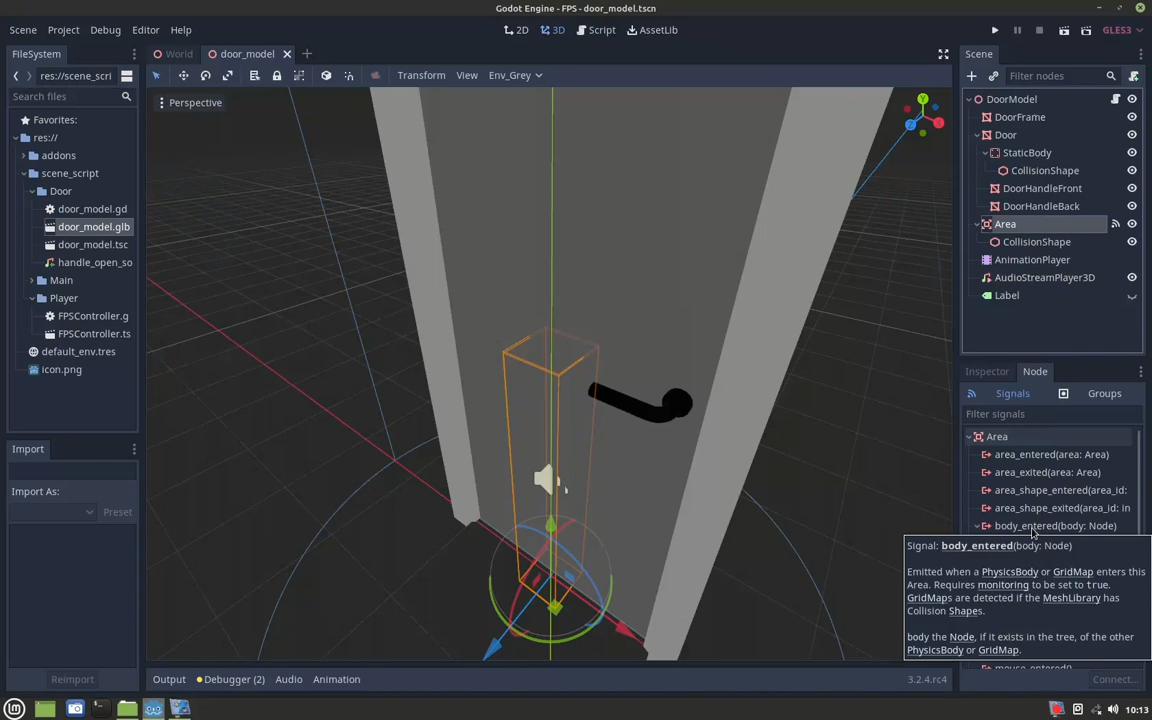 Godot Engine - FPS - door_model.tscn
Scene Project Debug Editor Help
2D 3D Script AssetLib
GLES3
FileSystem
World door_model
Scene
res://scene_scri
Transform View Env_Grey
Filter nodes
Search files
Perspective
Favorites:
res://
addons
scene_script
Door
door_model.gd
door_model.glb
door_model.tsc
handle_open_so
Main
Player
FPSController.g
FPSController.ts
default_env.tres
icon.png
Y
X
Z
DoorModel
DoorFrame
Door
StaticBody
CollisionShape
DoorHandleFront
DoorHandleBack
Area
CollisionShape
AnimationPlayer
AudioStreamPlayer3D
Label
Import
Import As:
Preset
Reimport
Inspector Node
Signals Groups
Filter signals
Area
area_entered(area: Area)
area_exited(area: Area)
area_shape_entered(area_id:
area_shape_exited(area_id: in
body_entered(body: Node)
Signal: body_entered(body: Node)
Emitted when a PhysicsBody or GridMap enters this
Area. Requires monitoring to be set to true.
GridMaps are detected if the MeshLibrary has
Collision Shapes.
body the Node, if it exists in the tree, of the other
PhysicsBody or GridMap.
mouse_entered()
Connect...
Output Debugger (2) Audio Animation
3.2.4.rc4
10:13